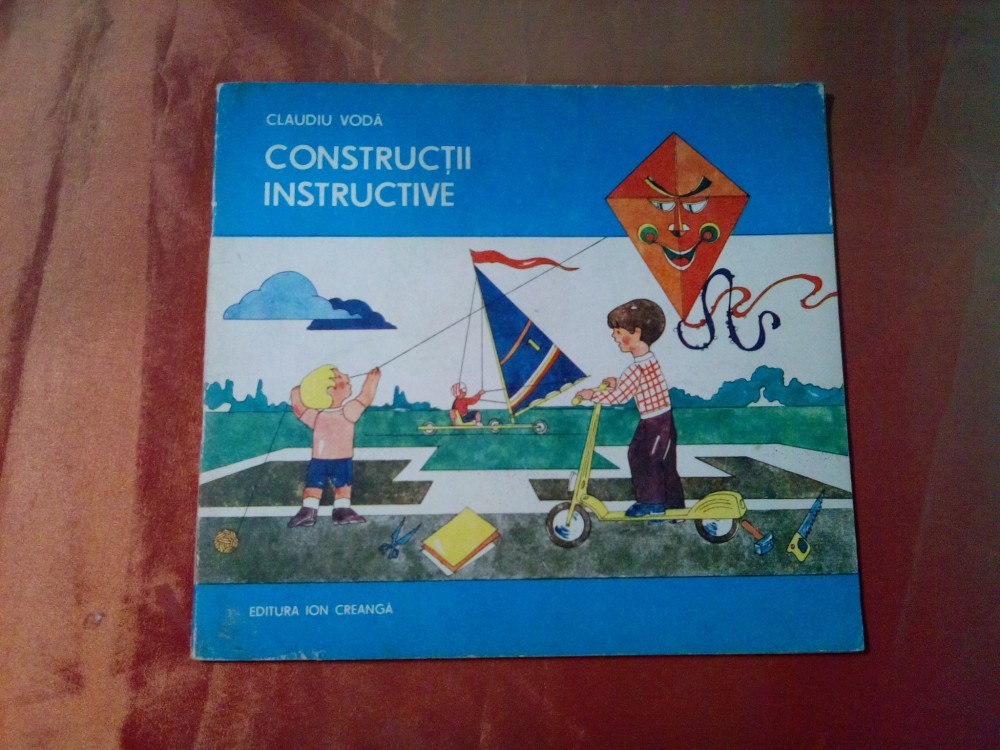 CLAUDIU VODĂ
CONSTRUCȚII
INSTRUCTIVE
EDITURA ION CREANGĂ